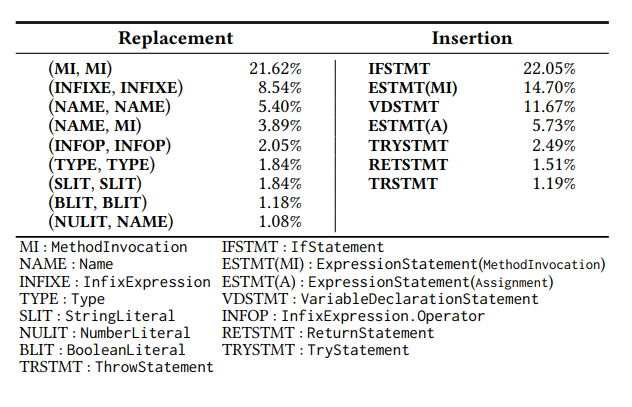 Replacement Insertion
(MI, MI) 21.62% IFSTMT 22.05%
(INFIXE, INFIXE) 8.54% ESTMT(MI) 14.70%
(NAME, NAME) 5.40% VDSTMT 11.67%
(NAME, MI) 3.89% ESTMT(A) 5.73%
(INFOP, INFOP) 2.05% TRYSTMT 2.49%
(TYPE, TYPE) 1.84% RETSTMT 1.51%
(SLIT, SLIT) 1.84% TRSTMT 1.19%
(BLIT, BLIT) 1.18%
(NULIT, NAME) 1.08%
MI : MethodInvocation IFSTMT : IfStatement
NAME : Name ESTMT(MI) : ExpressionStatement(MethodInvocation)
INFIXE : InfixExpression ESTMT(A) : ExpressionStatement(Assignment)
TYPE : Type VDSTMT : VariableDeclarationStatement
SLIT : StringLiteral INFOP : InfixExpression.Operator
NULIT : NumberLiteral RETSTMT : ReturnStatement
BLIT : BooleanLiteral TRYSTMT : TryStatement
TRSTMT : ThrowStatement